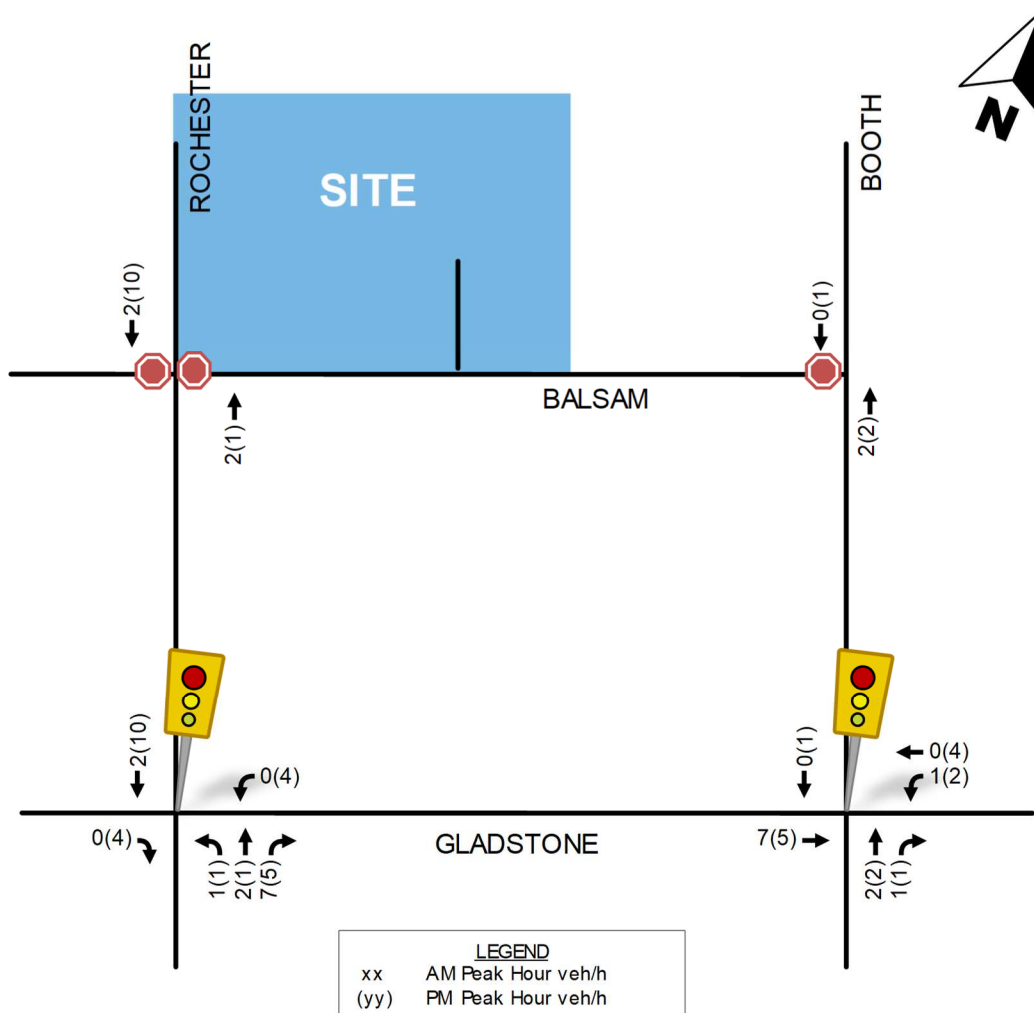 N
ROCHESTER
BOOTH
SITE
2(10)
0(1)
BALSAM
2(1)
2(2)
2(10)
0(4)
0(1)
0(4)
1(2)
0(4)
1(1)
2(1)
7(5)
GLADSTONE
7(5)
2(2)
1(1)
LEGEND
xx AM Peak Hour veh/h
(yy) PM Peak Hour veh/h